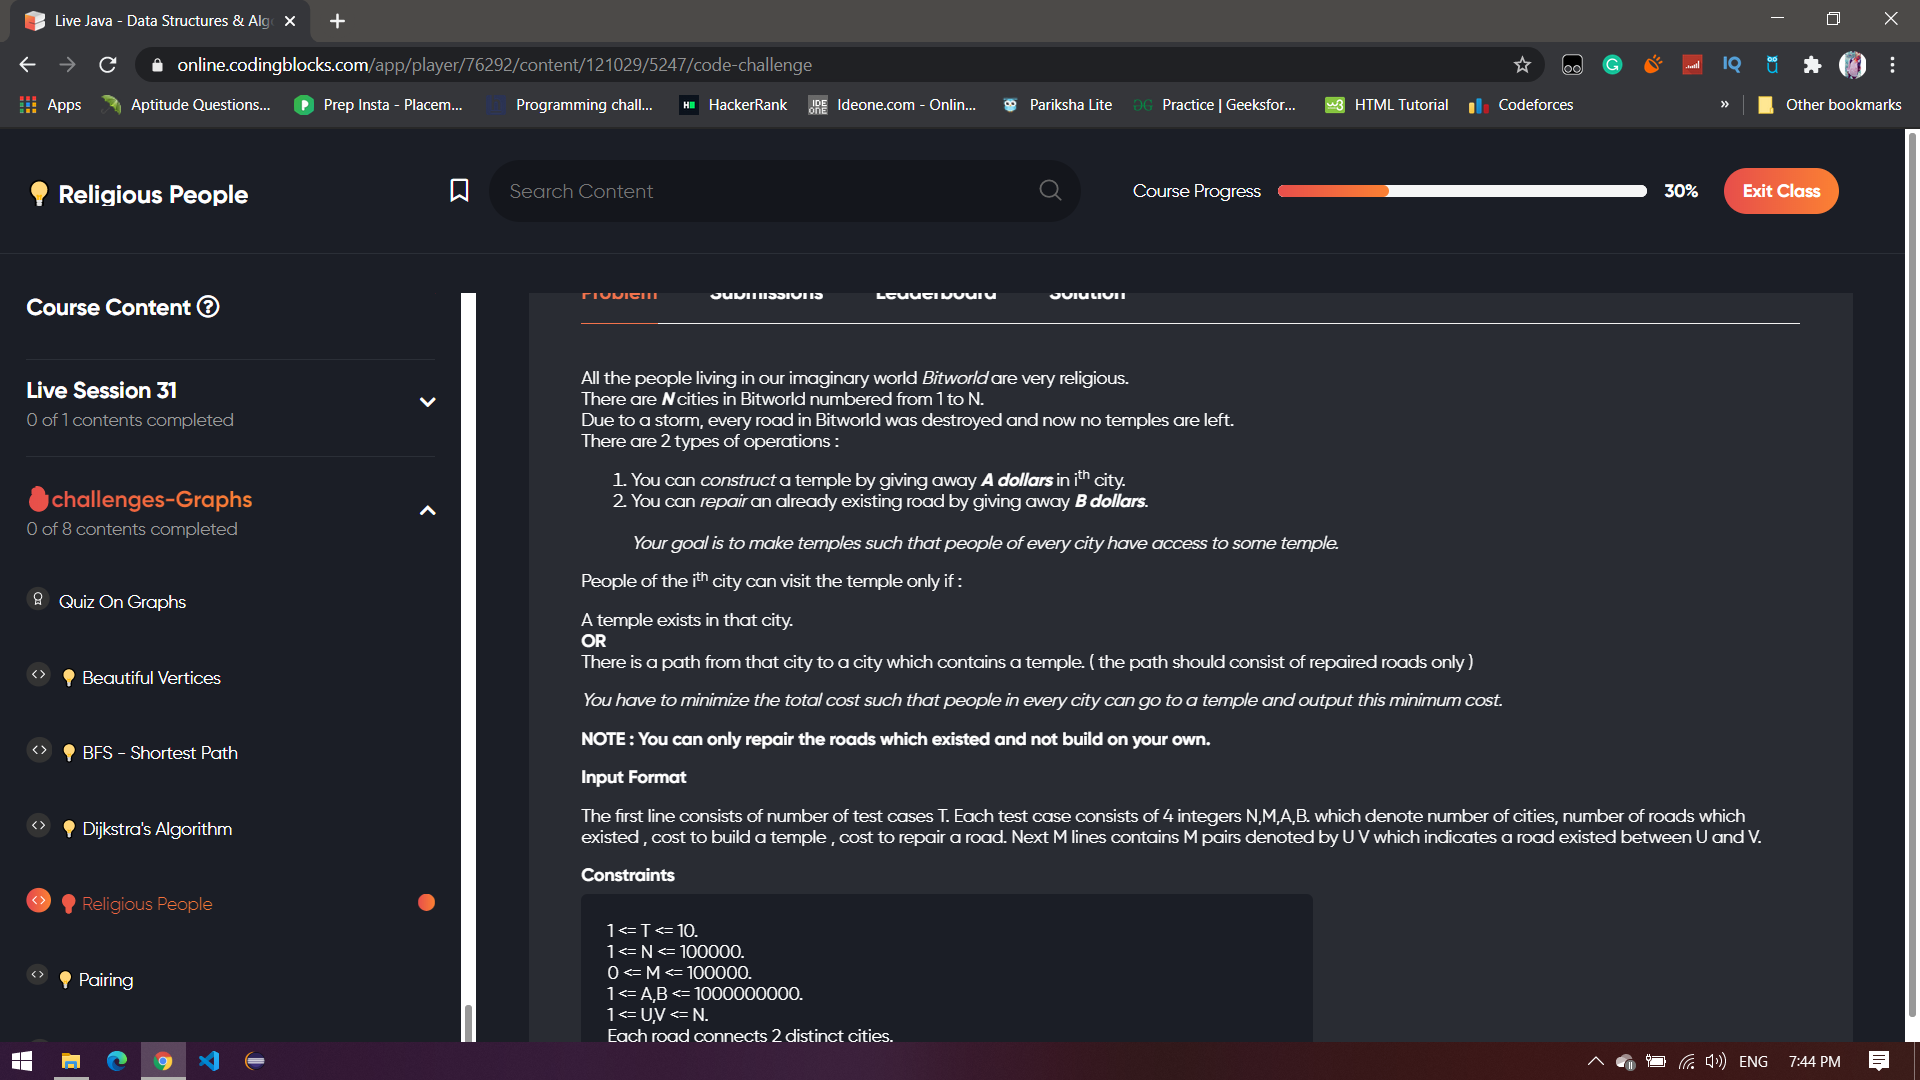 Live Java - Data Structures & Alg
online.codingblocks.com/app/player/76292/content/121029/5247/code-challenge
Apps Aptitude Questions... Prep Insta - Placem... Programming chall... HackerRank Ideone.com - Onlin... Pariksha Lite Practice | Geeksfor... HTML Tutorial Codeforces » Other bookmarks
Religious People
Search Content
Course Progress 30% Exit Class
Course Content
Live Session 31
0 of 1 contents completed
challenges-Graphs
0 of 8 contents completed
Quiz On Graphs
Beautiful Vertices
BFS - Shortest Path
Dijkstra's Algorithm
Religious People
Pairing
Problem Submissions Leaderboard Solution
All the people living in our imaginary world Bitworld are very religious.
There are N cities in Bitworld numbered from 1 to N.
Due to a storm, every road in Bitworld was destroyed and now no temples are left.
There are 2 types of operations :
1. You can construct a temple by giving away A dollars in ith city.
2. You can repair an already existing road by giving away B dollars.
Your goal is to make temples such that people of every city have access to some temple.
People of the ith city can visit the temple only if :
A temple exists in that city.
OR
There is a path from that city to a city which contains a temple. ( the path should consist of repaired roads only )
You have to minimize the total cost such that people in every city can go to a temple and output this minimum cost.
NOTE : You can only repair the roads which existed and not build on your own.
Input Format
The first line consists of number of test cases T. Each test case consists of 4 integers N,M,A,B. which denote number of cities, number of roads which
existed , cost to build a temple , cost to repair a road. Next M lines contains M pairs denoted by U V which indicates a road existed between U and V.
Constraints
1 <= T <= 10.
1 <= N <= 100000.
0 <= M <= 100000.
1 <= A,B <= 1000000000.
1 <= U,V <= N.
Each road connects 2 distinct cities.
ENG 7:44 PM